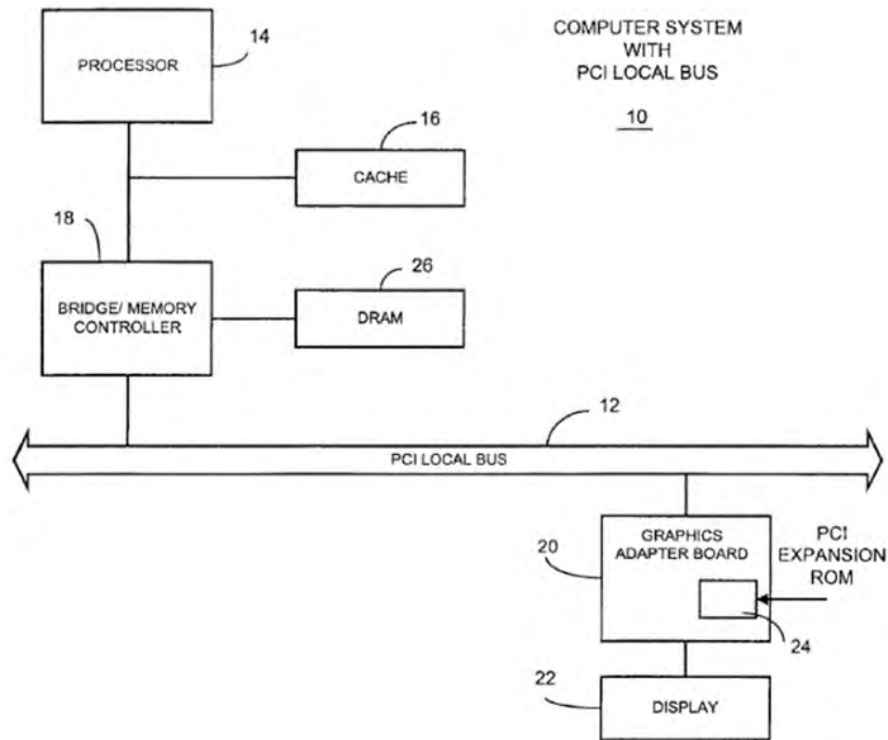 PROCESSOR
14
COMPUTER SYSTEM
WITH
PCI LOCAL BUS
10
16
CACHE
18
BRIDGE/ MEMORY
CONTROLLER
26
DRAM
12
PCI LOCAL BUS
20
GRAPHICS
ADAPTER BOARD
PCI
EXPANSION
ROM
24
22
DISPLAY